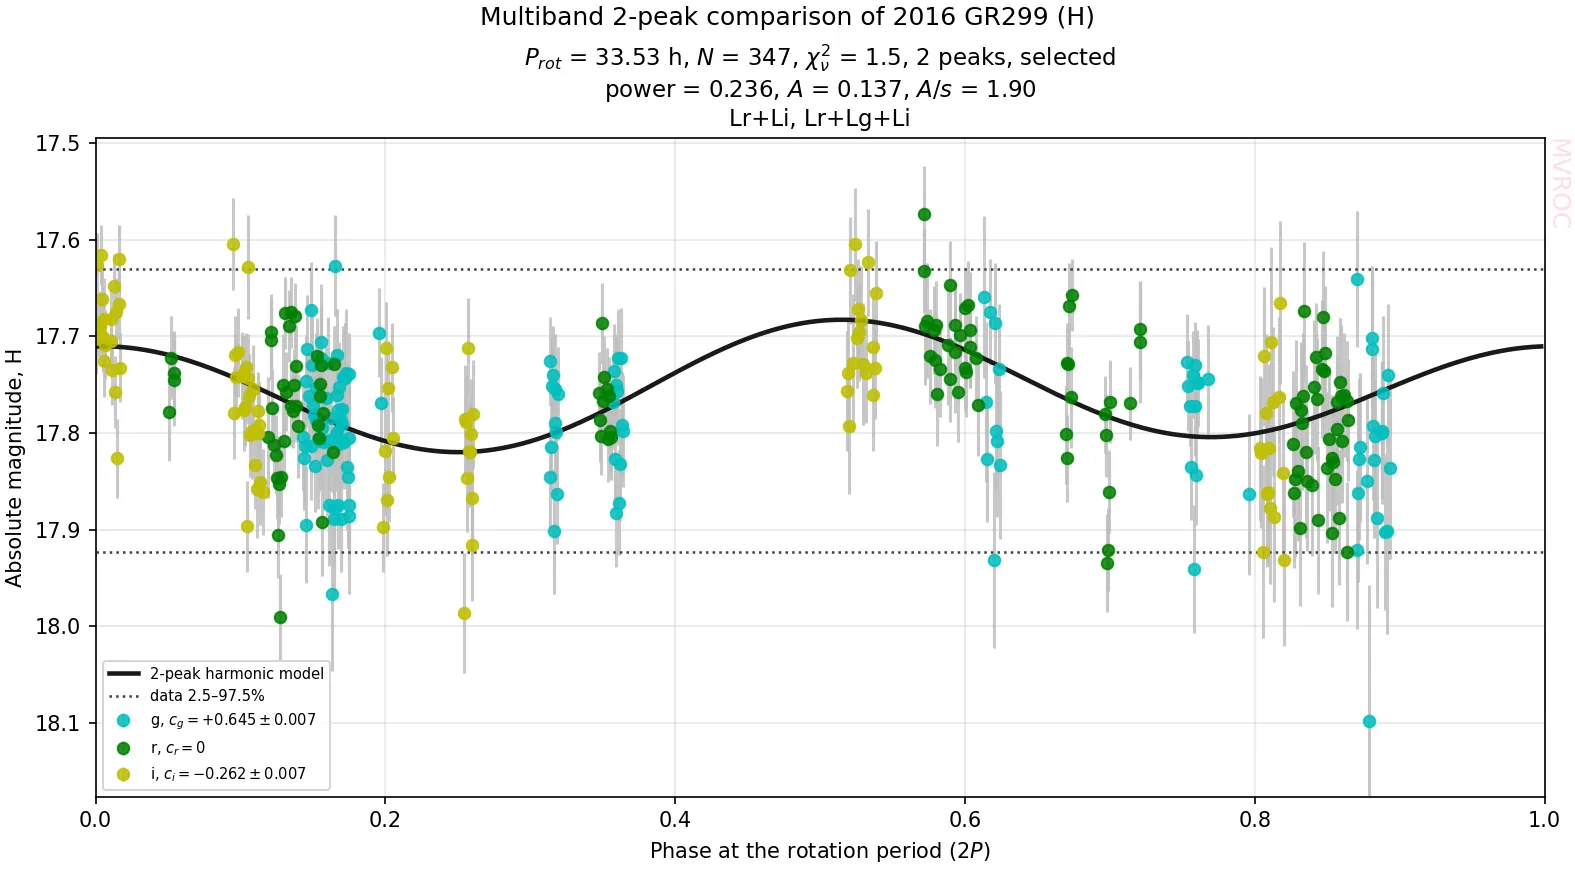 Multiband 2-peak comparison of 2016 GR299 (H)
P_rot = 33.53 h, N = 347, χ²_ν = 1.5, 2 peaks, selected
power = 0.236, A = 0.137, A/s = 1.90
Lr+Li, Lr+Lg+Li
MVROC
17.5
17.6
17.7
17.8
17.9
18.0
18.1
Absolute magnitude, H
2-peak harmonic model
data 2.5–97.5%
g, c_g = +0.645 ± 0.007
r, c_r = 0
i, c_i = −0.262 ± 0.007
0.0 0.2 0.4 0.6 0.8 1.0
Phase at the rotation period (2P)